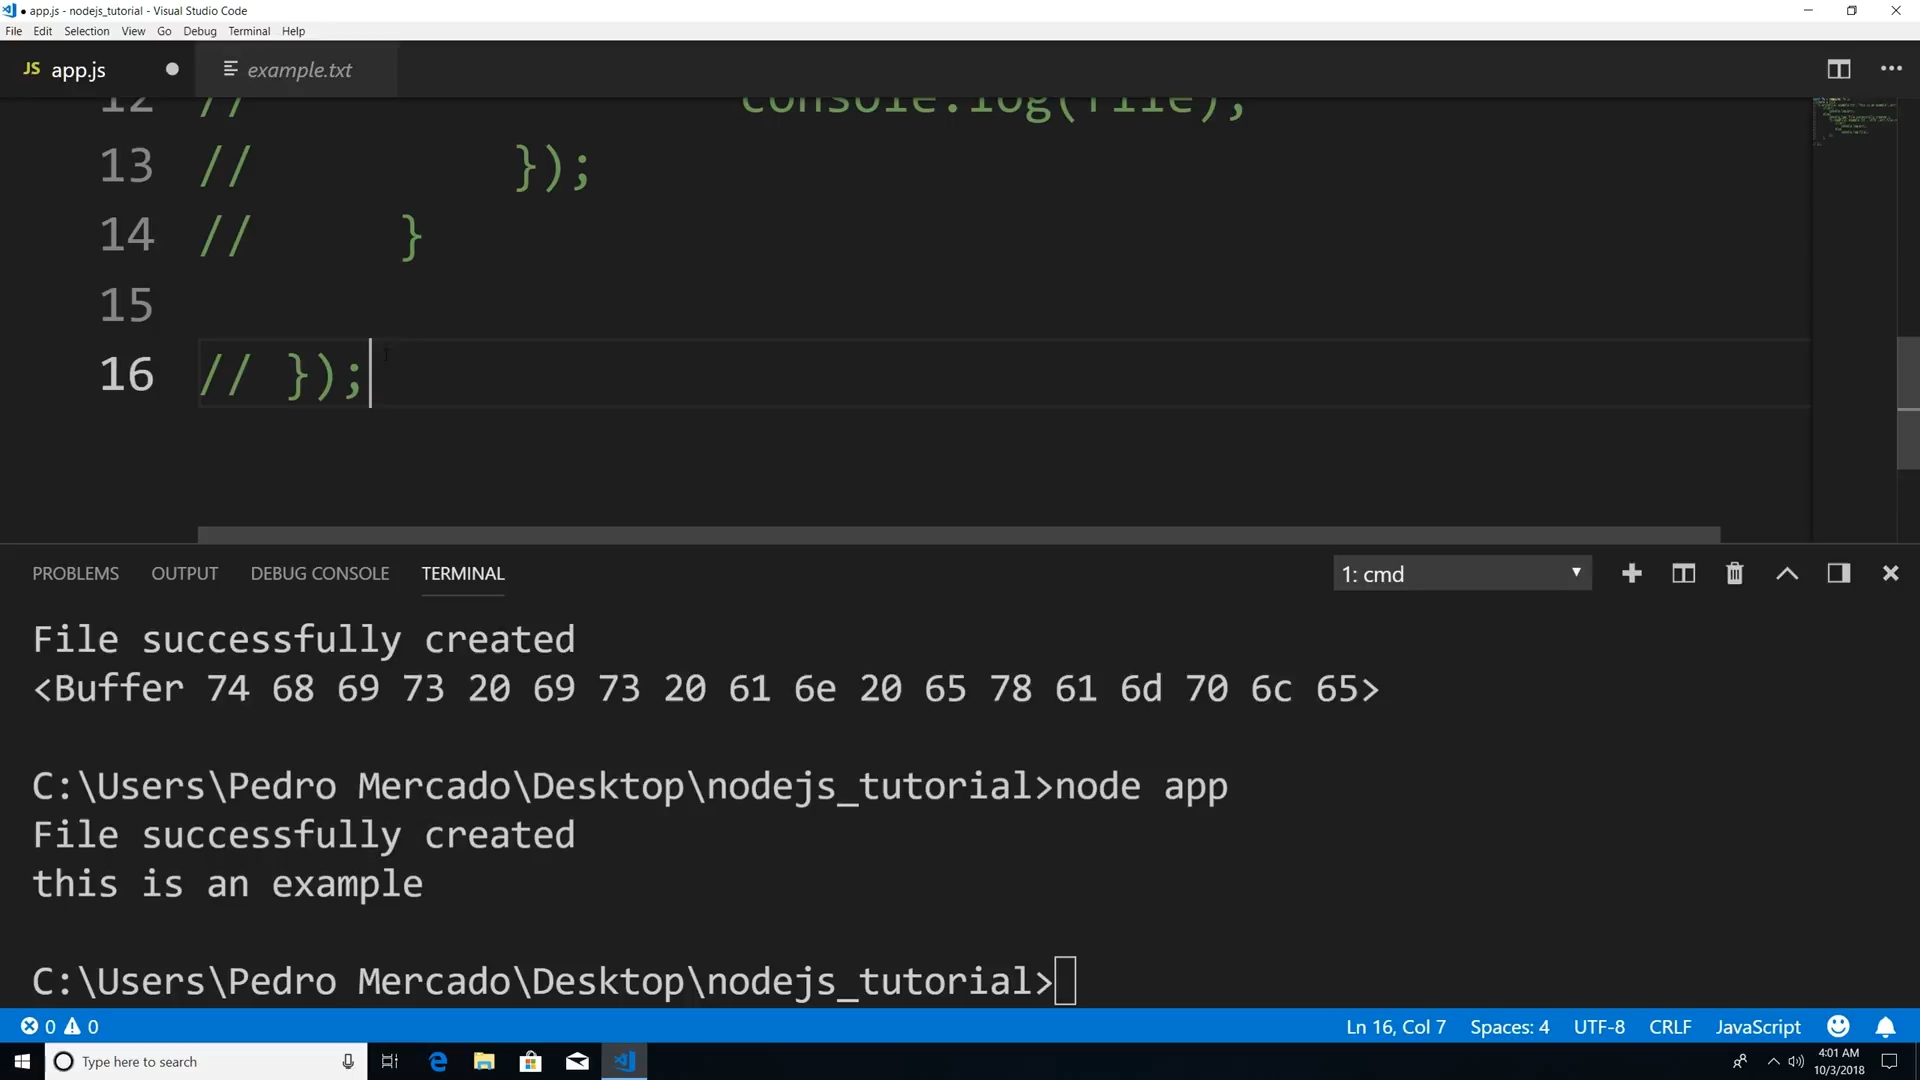 app.js - nodejs_tutorial - Visual Studio Code
File Edit Selection View Go Debug Terminal Help
JS app.js example.txt
12 // console.log(file);
13 // });
14 // }
15
16 // });
PROBLEMS OUTPUT DEBUG CONSOLE TERMINAL 1: cmd
File successfully created
<Buffer 74 68 69 73 20 69 73 20 61 6e 20 65 78 61 6d 70 6c 65>
C:\Users\Pedro Mercado\Desktop\nodejs_tutorial>node app
File successfully created
this is an example
C:\Users\Pedro Mercado\Desktop\nodejs_tutorial>
0 0 Ln 16, Col 7 Spaces: 4 UTF-8 CRLF JavaScript
Type here to search
4:01 AM
10/3/2018